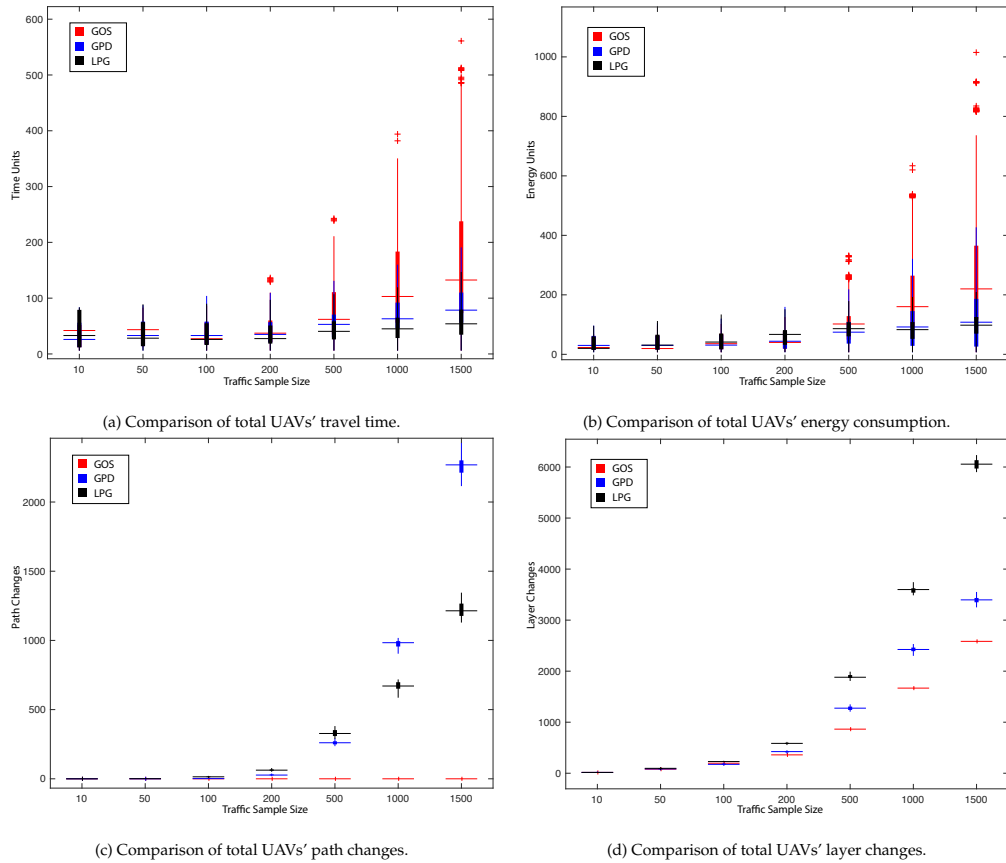 600
500
400
300
200
100
0
Time Units
GOS
GPD
LPG
10 50 100 200 500 1000 1500
Traffic Sample Size
(a) Comparison of total UAVs' travel time.
1000
800
600
400
200
0
Energy Units
GOS
GPD
LPG
10 50 100 200 500 1000 1500
Traffic Sample Size
(b) Comparison of total UAVs' energy consumption.
2000
1500
1000
500
0
Path Changes
GOS
GPD
LPG
10 50 100 200 500 1000 1500
Traffic Sample Size
(c) Comparison of total UAVs' path changes.
6000
5000
4000
3000
2000
1000
0
Layer Changes
GOS
GPD
LPG
10 50 100 200 500 1000 1500
Traffic Sample Size
(d) Comparison of total UAVs' layer changes.